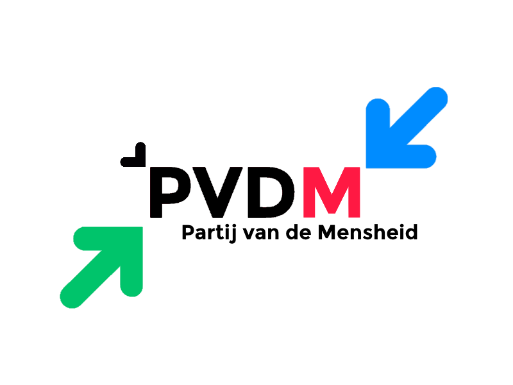 PVDM
Partij van de Mensheid